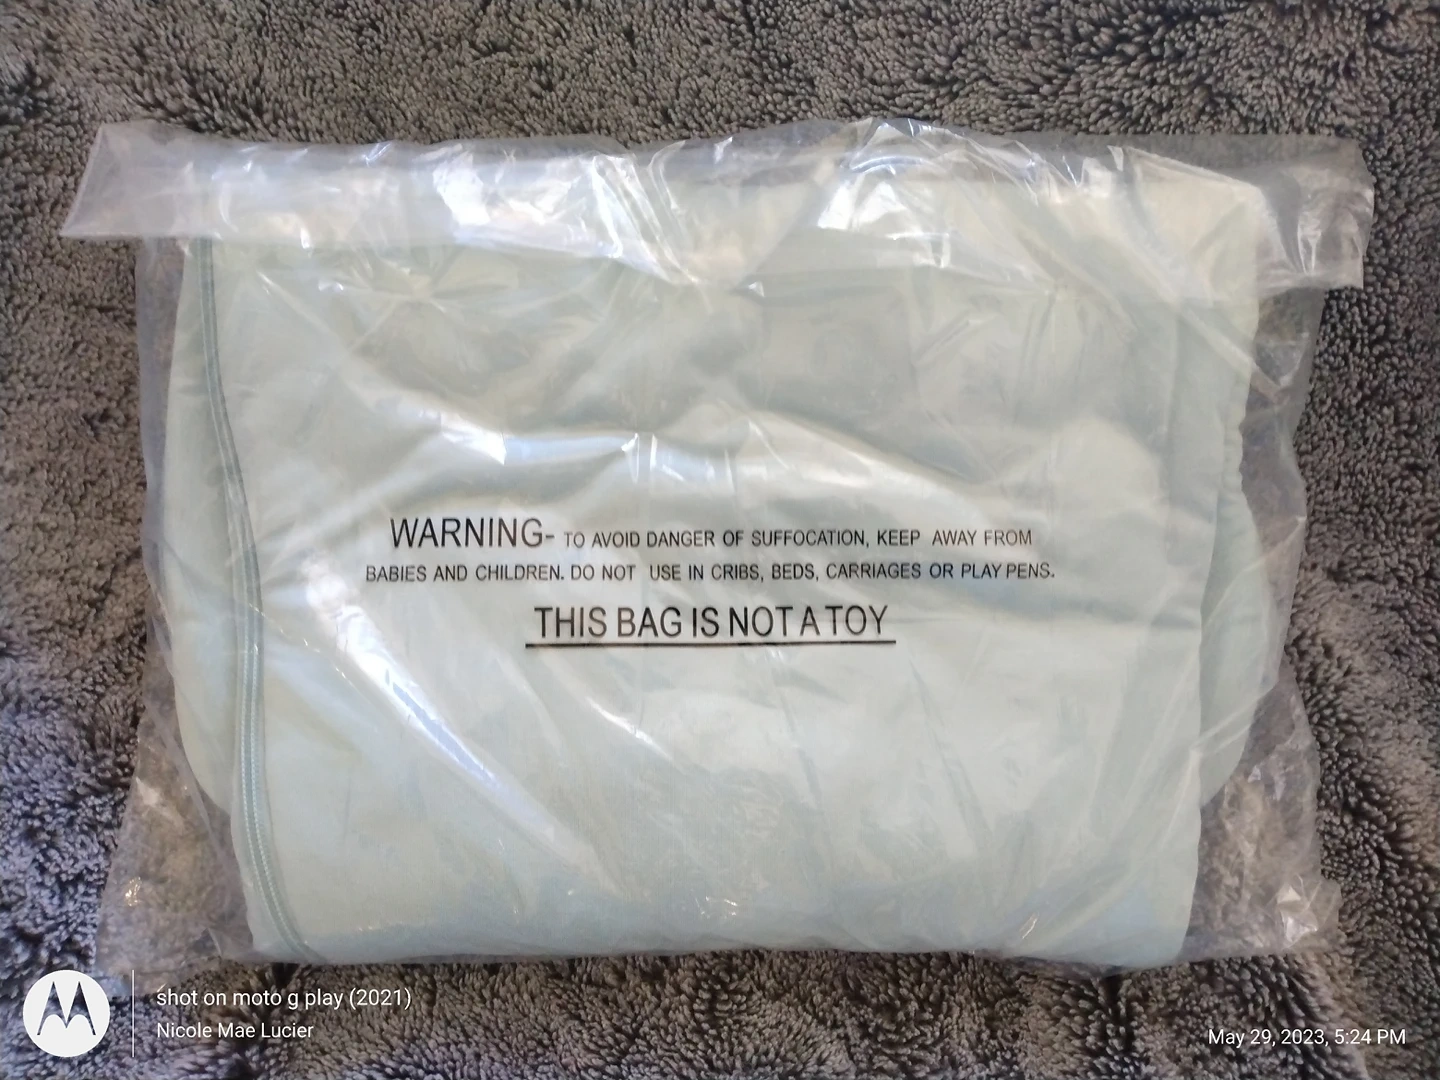 WARNING- TO AVOID DANGER OF SUFFOCATION, KEEP AWAY FROM
BABIES AND CHILDREN. DO NOT USE IN CRIBS, BEDS, CARRIAGES OR PLAY PENS.
THIS BAG IS NOT A TOY
shot on moto g play (2021)
Nicole Mae Lucier
May 29, 2023, 5:24 PM